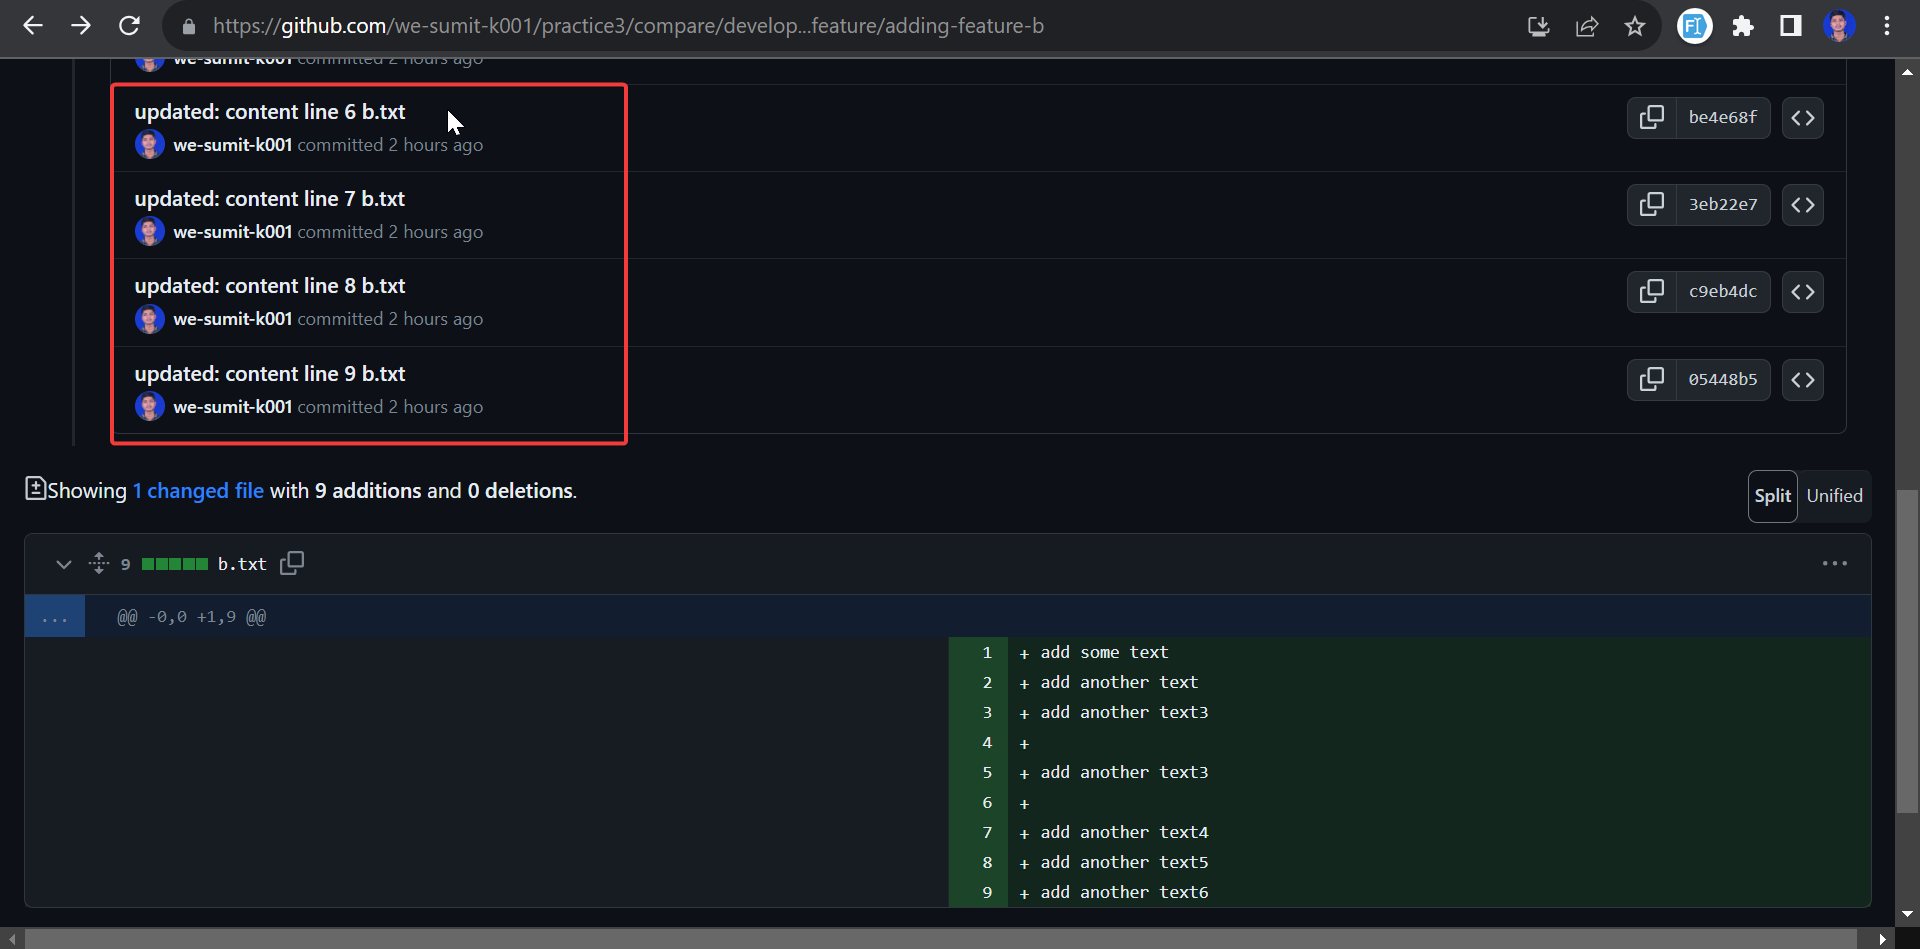 https://github.com/we-sumit-k001/practice3/compare/develop...feature/adding-feature-b
we-sumit-k001 committed 2 hours ago
updated: content line 6 b.txt
we-sumit-k001 committed 2 hours ago
be4e68f
updated: content line 7 b.txt
we-sumit-k001 committed 2 hours ago
3eb22e7
updated: content line 8 b.txt
we-sumit-k001 committed 2 hours ago
c9eb4dc
updated: content line 9 b.txt
we-sumit-k001 committed 2 hours ago
05448b5
Showing 1 changed file with 9 additions and 0 deletions.
Split Unified
9 b.txt
... @@ -0,0 +1,9 @@
1 + add some text
2 + add another text
3 + add another text3
4 +
5 + add another text3
6 +
7 + add another text4
8 + add another text5
9 + add another text6